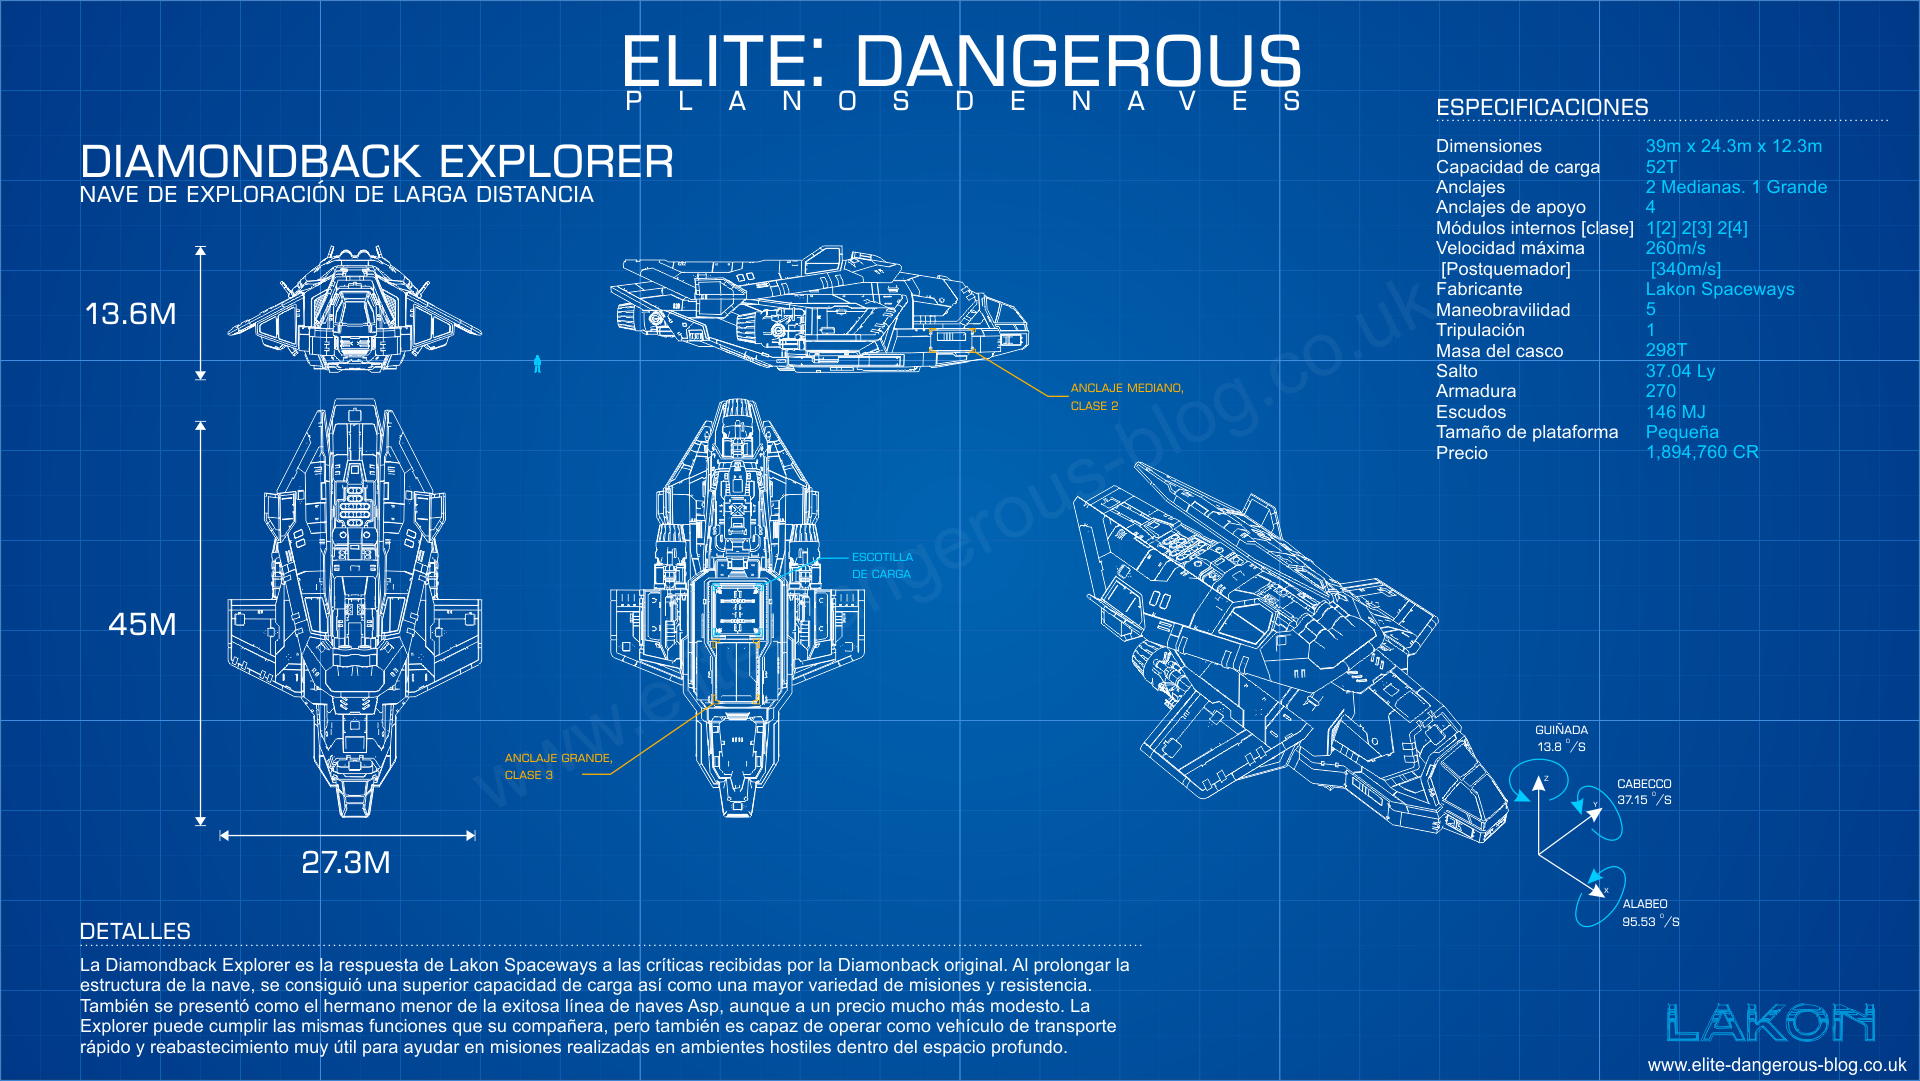 ELITE: DANGEROUS
PLANOS DE NAVES
DIAMONDBACK EXPLORER
NAVE DE EXPLORACIÓN DE LARGA DISTANCIA
ESPECIFICACIONES
Dimensiones 39m x 24.3m x 12.3m
Capacidad de carga 52T
Anclajes 2 Medianas. 1 Grande
Anclajes de apoyo 4
Módulos internos [clase] 1[2] 2[3] 2[4]
Velocidad máxima 260m/s
[Postquemador] [340m/s]
Fabricante Lakon Spaceways
Maneobravilidad 5
Tripulación 1
Masa del casco 298T
Salto 37.04 Ly
Armadura 270
Escudos 146 MJ
Tamaño de plataforma Pequeña
Precio 1,894,760 CR
13.6M
ANCLAJE MEDIANO,
CLASE 2
45M
ESCOTILLA
DE CARGA
ANCLAJE GRANDE,
CLASE 3
27.3M
GUIÑADA
13.8 °/S
Z
CABECCO
37.15 °/S
Y
X
ALABEO
95.53 °/S
www.elite-dangerous-blog.co.uk
DETALLES
La Diamondback Explorer es la respuesta de Lakon Spaceways a las críticas recibidas por la Diamonback original. Al prolongar la
estructura de la nave, se consiguió una superior capacidad de carga así como una mayor variedad de misiones y resistencia.
También se presentó como el hermano menor de la exitosa línea de naves Asp, aunque a un precio mucho más modesto. La
Explorer puede cumplir las mismas funciones que su compañera, pero también es capaz de operar como vehículo de transporte
rápido y reabastecimiento muy útil para ayudar en misiones realizadas en ambientes hostiles dentro del espacio profundo.
LAKON
www.elite-dangerous-blog.co.uk